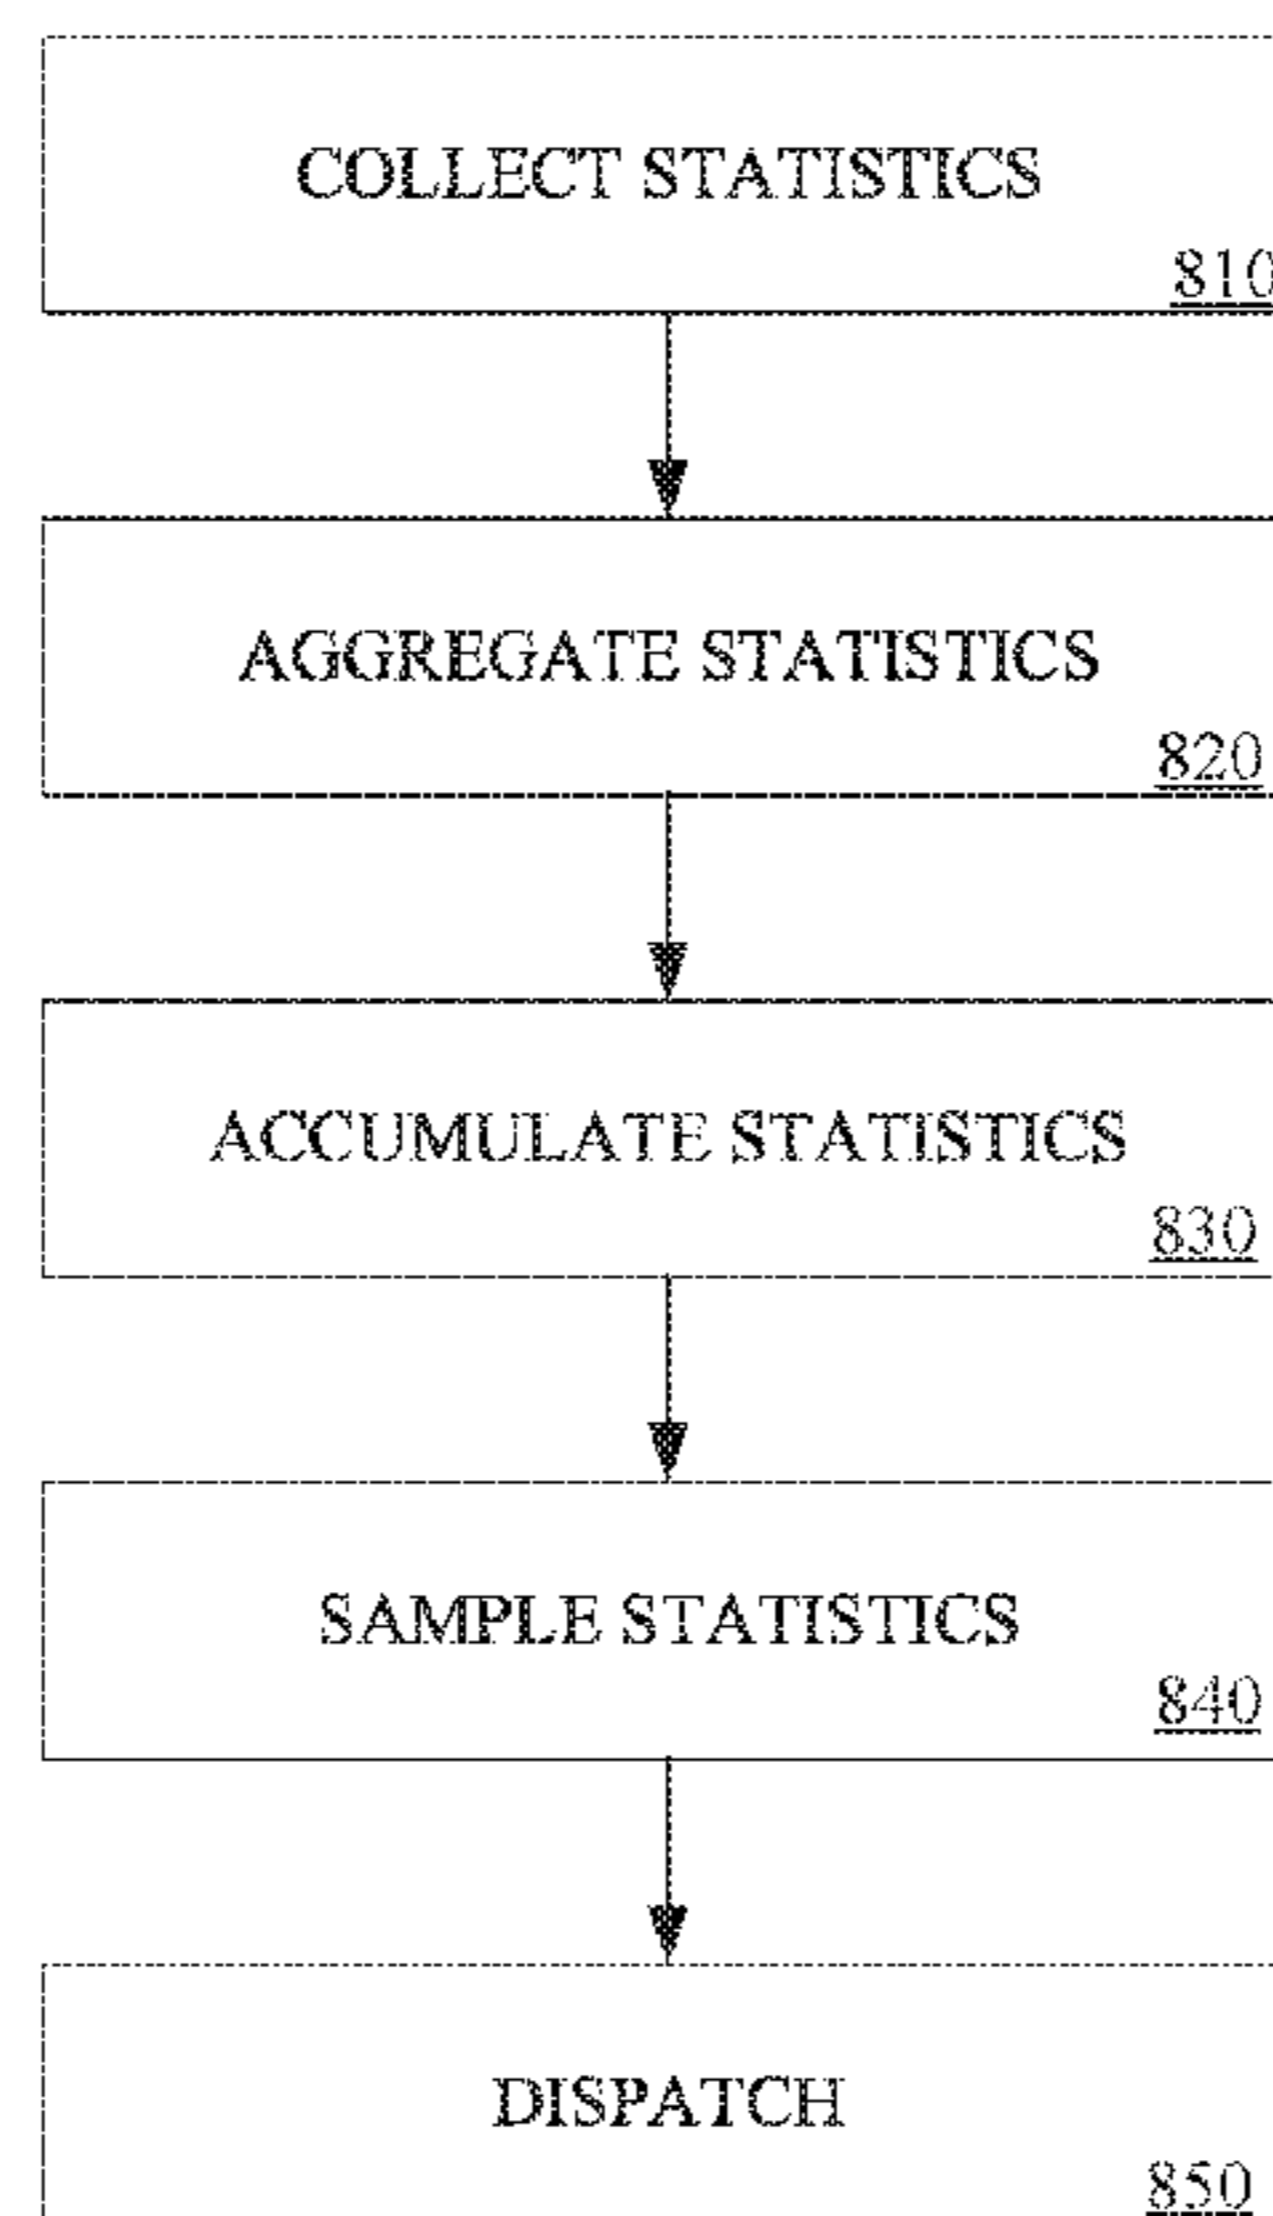 COLLECT STATISTICS
810
AGGREGATE STATISTICS
820
ACCUMULATE STATISTICS
830
SAMPLE STATISTICS
840
DISPATCH
850